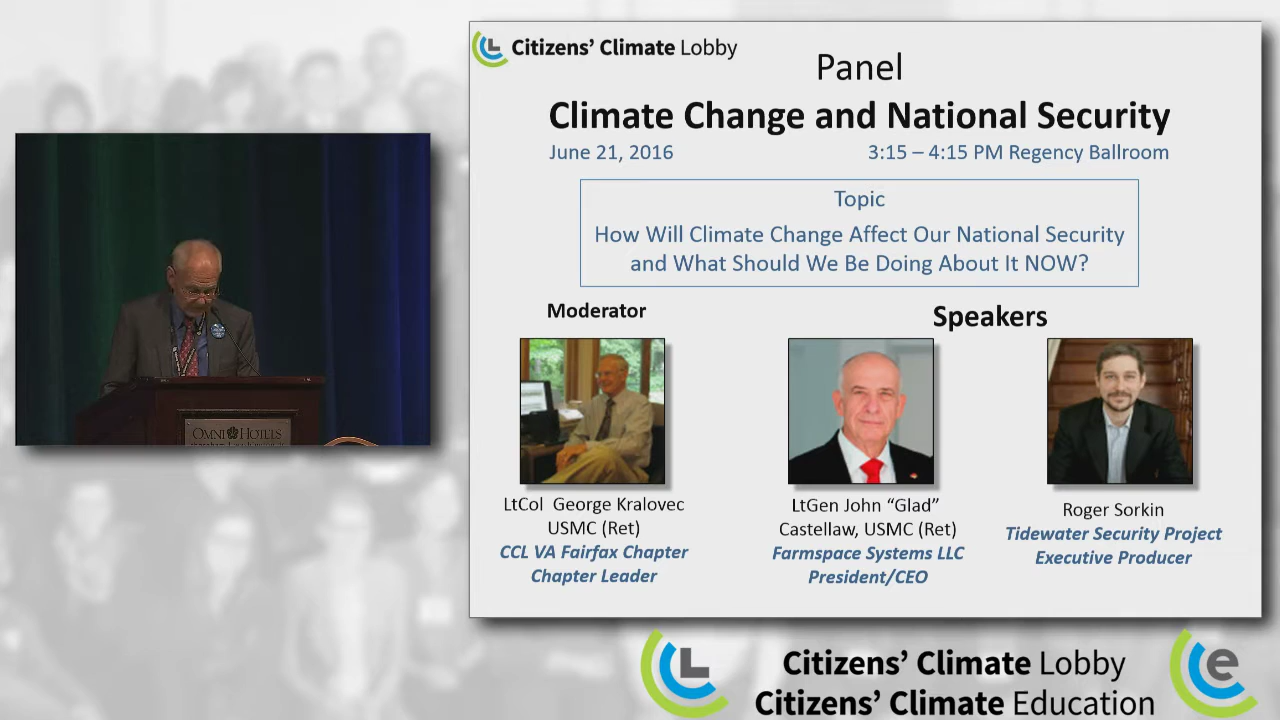 Citizens' Climate Lobby
Panel
Climate Change and National Security
June 21, 2016
3:15 – 4:15 PM Regency Ballroom
Topic
How Will Climate Change Affect Our National Security
and What Should We Be Doing About It NOW?
Moderator
Speakers
LtCol George Kralovec
USMC (Ret)
CCL VA Fairfax Chapter
Chapter Leader
LtGen John “Glad”
Castellaw, USMC (Ret)
Farmspace Systems LLC
President/CEO
Roger Sorkin
Tidewater Security Project
Executive Producer
OMNI HOTELS
L Citizens' Climate Lobby e
Citizens' Climate Education